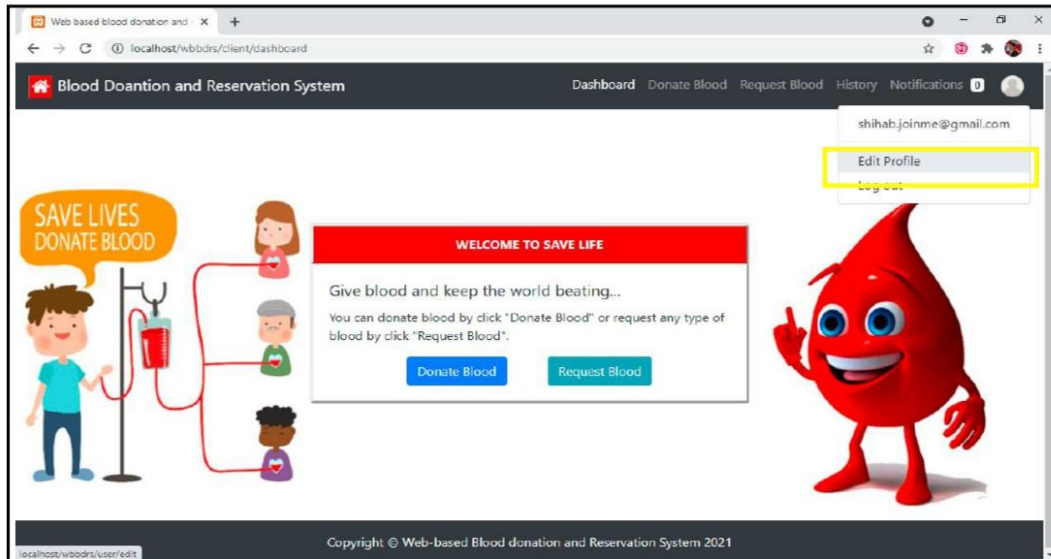 Web based blood donation and
localhost/wbbdrs/client/dashboard
Blood Doantion and Reservation System
Dashboard Donate Blood Request Blood History Notifications 0
shihab.joinme@gmail.com
Edit Profile
Log out
SAVE LIVES
DONATE BLOOD
WELCOME TO SAVE LIFE
Give blood and keep the world beating...
You can donate blood by click "Donate Blood" or request any type of
blood by click "Request Blood".
Donate Blood Request Blood
Copyright © Web-based Blood donation and Reservation System 2021
localhost/wbbdrs/user/edit